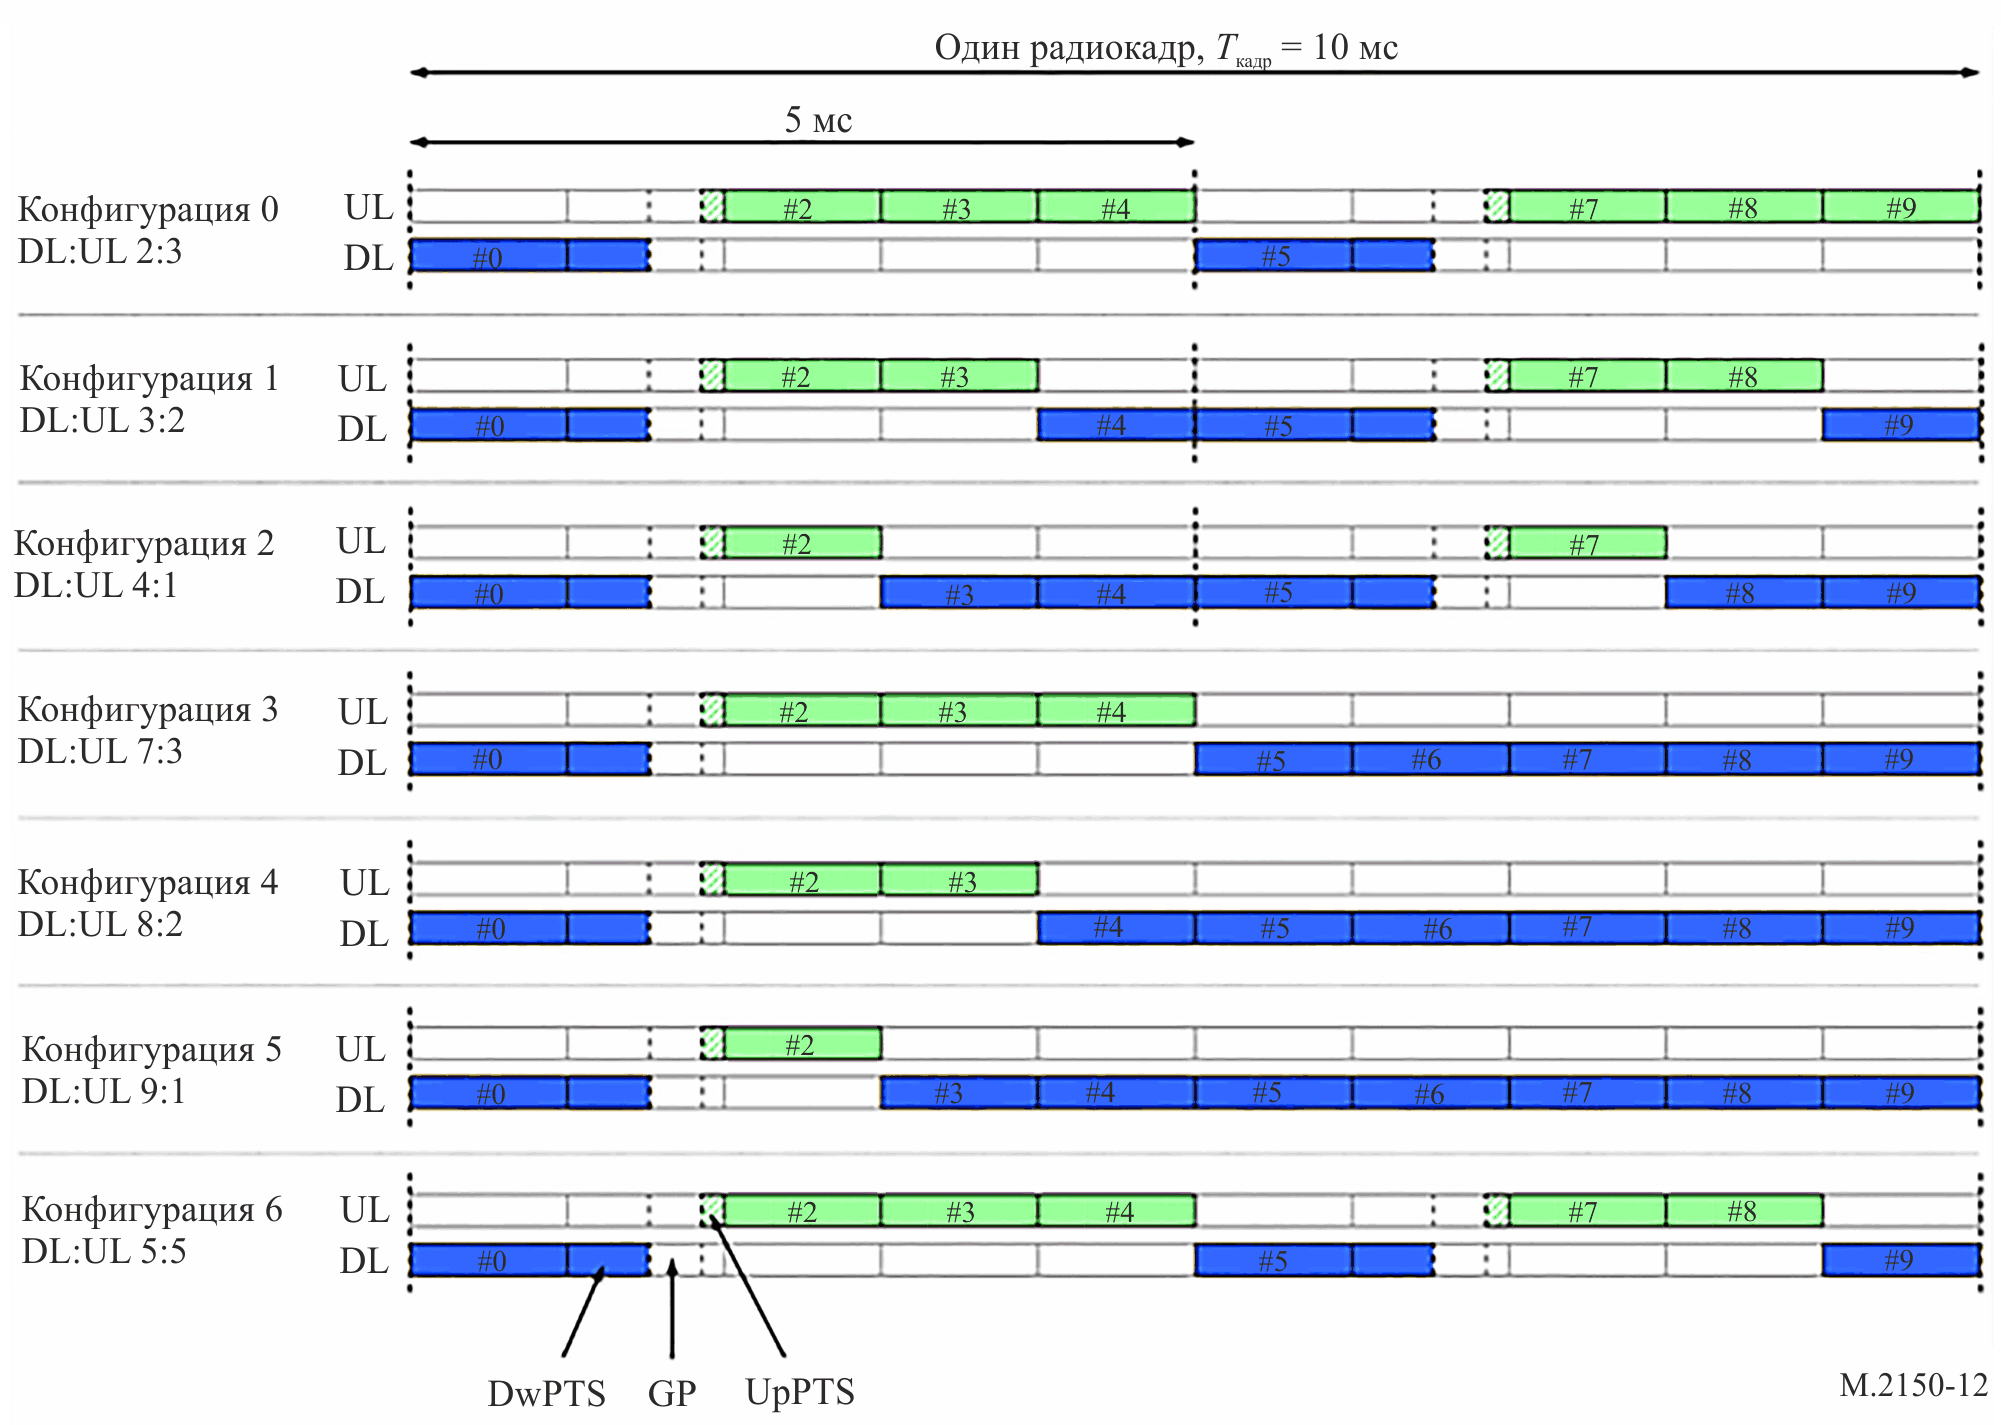 Один радиокадр, Tкадр = 10 мс
5 мс
Конфигурация 0 UL #2 #3 #4 #7 #8 #9
DL:UL 2:3 DL #0 #5
Конфигурация 1 UL #2 #3 #7 #8
DL:UL 3:2 DL #0 #4 #5 #9
Конфигурация 2 UL #2 #7
DL:UL 4:1 DL #0 #3 #4 #5 #8 #9
Конфигурация 3 UL #2 #3 #4
DL:UL 7:3 DL #0 #5 #6 #7 #8 #9
Конфигурация 4 UL #2 #3
DL:UL 8:2 DL #0 #4 #5 #6 #7 #8 #9
Конфигурация 5 UL #2
DL:UL 9:1 DL #0 #3 #4 #5 #6 #7 #8 #9
Конфигурация 6 UL #2 #3 #4 #7 #8
DL:UL 5:5 DL #0 #5 #9
DwPTS GP UpPTS
M.2150-12